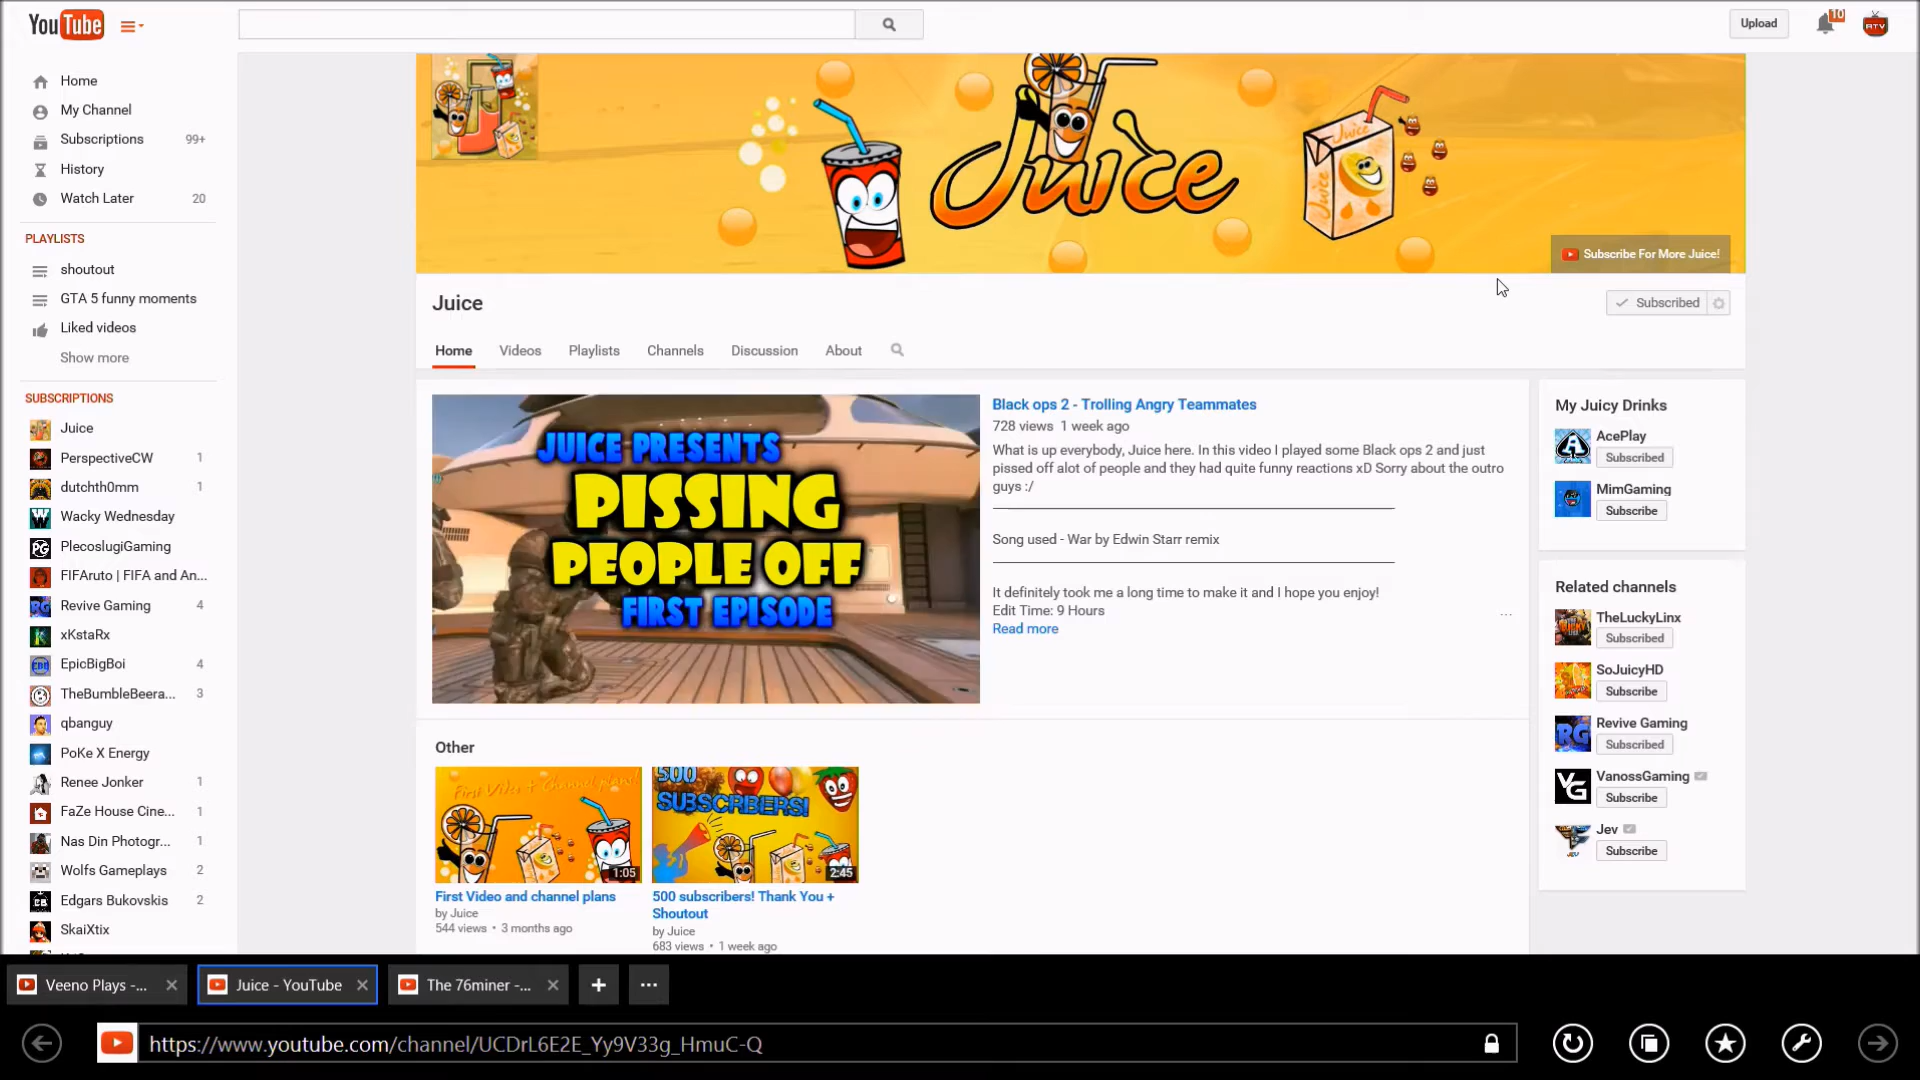 YouTube
Upload
10
RTV
Home
My Channel
Subscriptions 99+
History
Watch Later 20
PLAYLISTS
shoutout
GTA 5 funny moments
Liked videos
Show more
SUBSCRIPTIONS
Juice
PerspectiveCW 1
dutchth0mm 1
Wacky Wednesday
PlecoslugiGaming
FIFAruto | FIFA and An...
Revive Gaming 4
xKstaRx
EpicBigBoi 4
TheBumbleBeera... 3
qbanguy
PoKe X Energy
Renee Jonker 1
FaZe House Cine... 1
Nas Din Photogr... 1
Wolfs Gameplays 2
Edgars Bukovskis 2
SkaiXtix
Juice
Juice
Juice
Subscribe For More Juice!
Juice
Subscribed
Home Videos Playlists Channels Discussion About
JUICE PRESENTS
PISSING
PEOPLE OFF
FIRST EPISODE
Black ops 2 - Trolling Angry Teammates
728 views 1 week ago
What is up everybody, Juice here. In this video I played some Black ops 2 and just
pissed off alot of people and they had quite funny reactions xD Sorry about the outro
guys :/
Song used - War by Edwin Starr remix
It definitely took me a long time to make it and I hope you enjoy!
Edit Time: 9 Hours
...
Read more
Other
First Video + Channel plans!
1:05
First Video and channel plans
by Juice
544 views • 3 months ago
500
SUBSCRBERS!
2:45
500 subscribers! Thank You +
Shoutout
by Juice
683 views • 1 week ago
My Juicy Drinks
AcePlay
Subscribed
MimGaming
Subscribe
Related channels
TheLuckyLinx
Subscribed
SoJuicyHD
Subscribe
RG
Revive Gaming
Subscribed
VG
VanossGaming
Subscribe
Jev
Subscribe
Veeno Plays -...
Juice - YouTube
The 76miner -...
https://www.youtube.com/channel/UCDrL6E2E_Yy9V33g_HmuC-Q